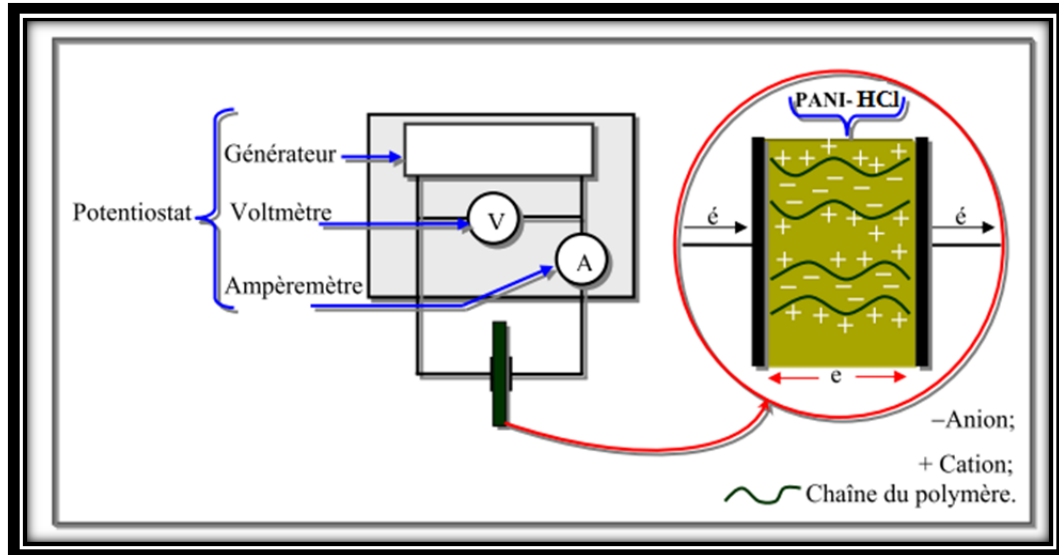 PANI-HCl
Générateur
Potentiostat
Voltmètre
V
é
é
A
Ampèremètre
e
–Anion;
+ Cation;
Chaîne du polymère.